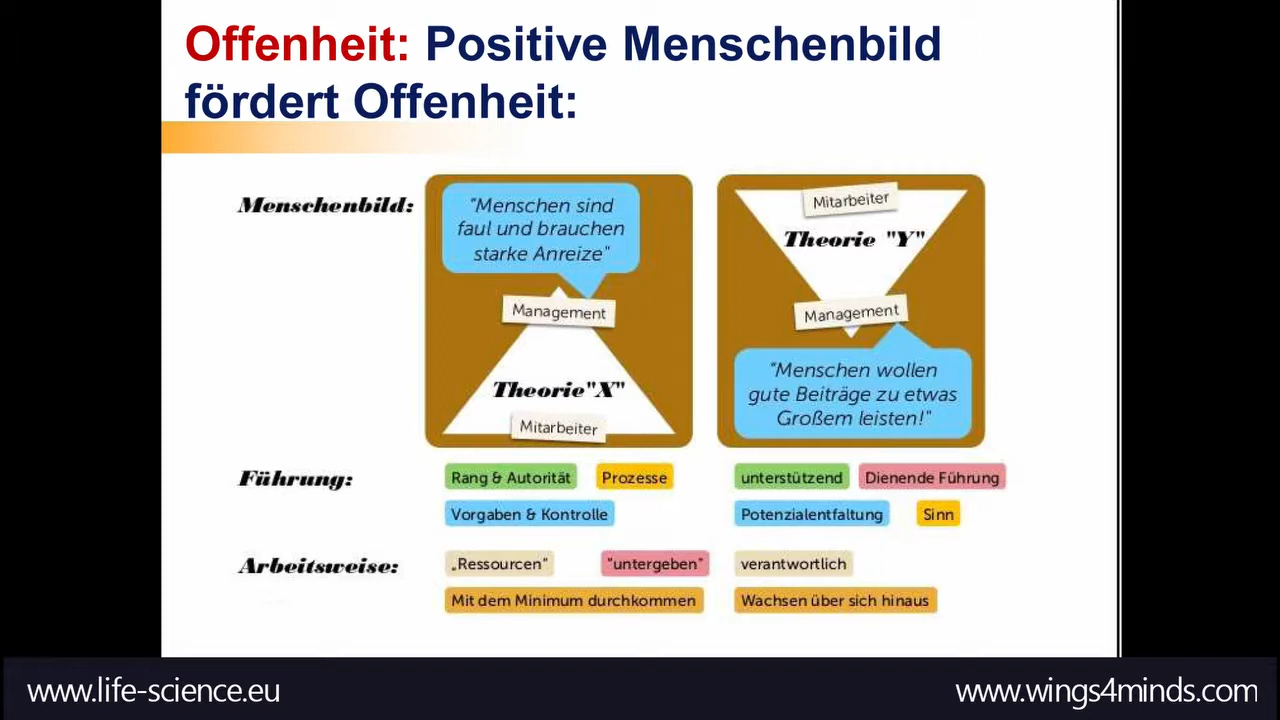 Offenheit: Positive Menschenbild
fördert Offenheit:
Menschenbild:
"Menschen sind
faul und brauchen
starke Anreize"
Management
Theorie"X"
Mitarbeiter
Mitarbeiter
Theorie "Y"
Management
"Menschen wollen
gute Beiträge zu etwas
Großem leisten!"
Führung:
Rang & Autorität
Prozesse
unterstützend
Dienende Führung
Vorgaben & Kontrolle
Potenzialentfaltung
Sinn
Arbeitsweise:
„Ressourcen“
"untergeben"
verantwortlich
Mit dem Minimum durchkommen
Wachsen über sich hinaus
www.life-science.eu
www.wings4minds.com